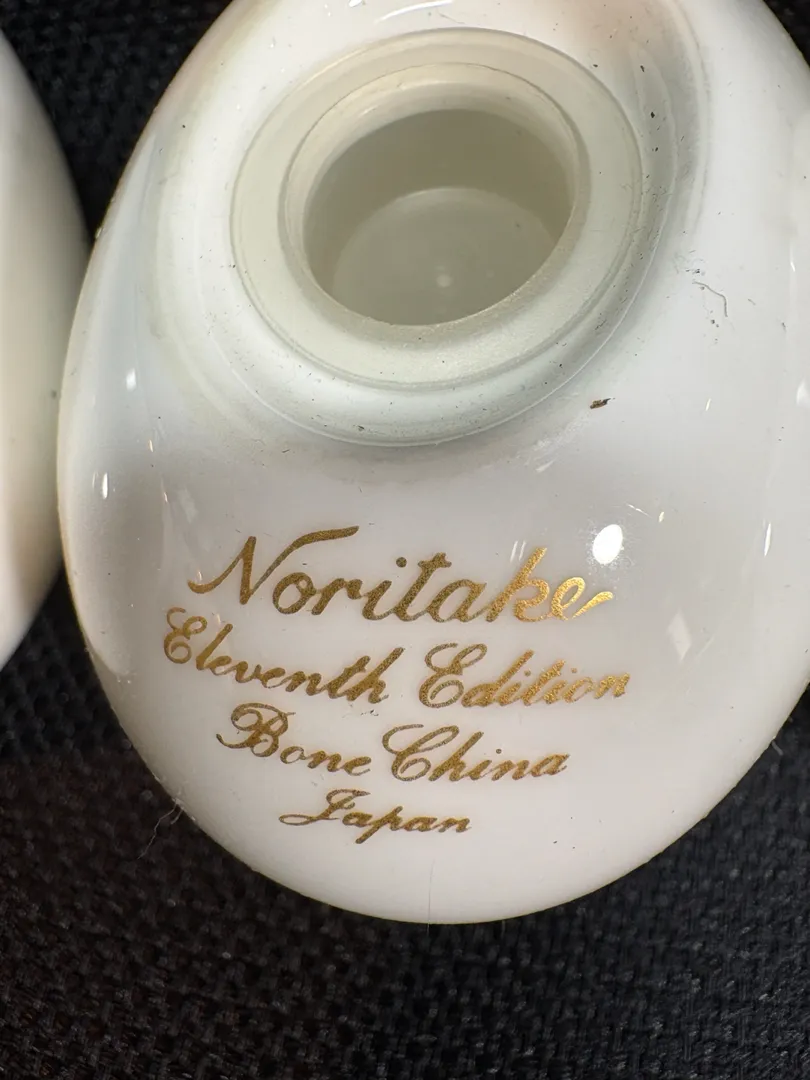 Noritake
Eleventh Edition
Bone China
Japan